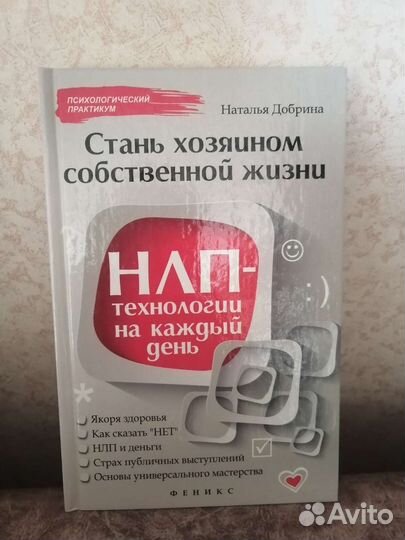 ПСИХОЛОГИЧЕСКИЙ
ПРАКТИКУМ
Наталья Добрина
Стань хозяином
собственной жизни
НЛП-
технологии
на каждый
день
:)
*
Якоря здоровья
Как сказать "НЕТ"
НЛП и деньги
Страх публичных выступлений
Основы универсального мастерства
ФЕНИКС
Avito